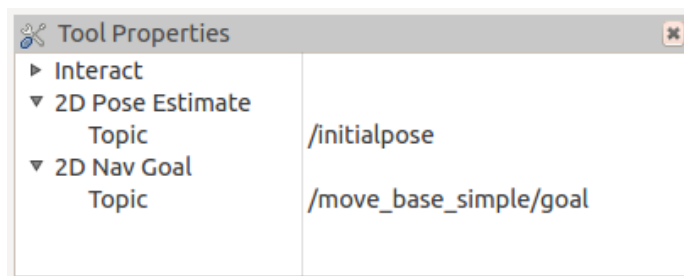 Tool Properties
Interact
2D Pose Estimate
Topic /initialpose
2D Nav Goal
Topic /move_base_simple/goal